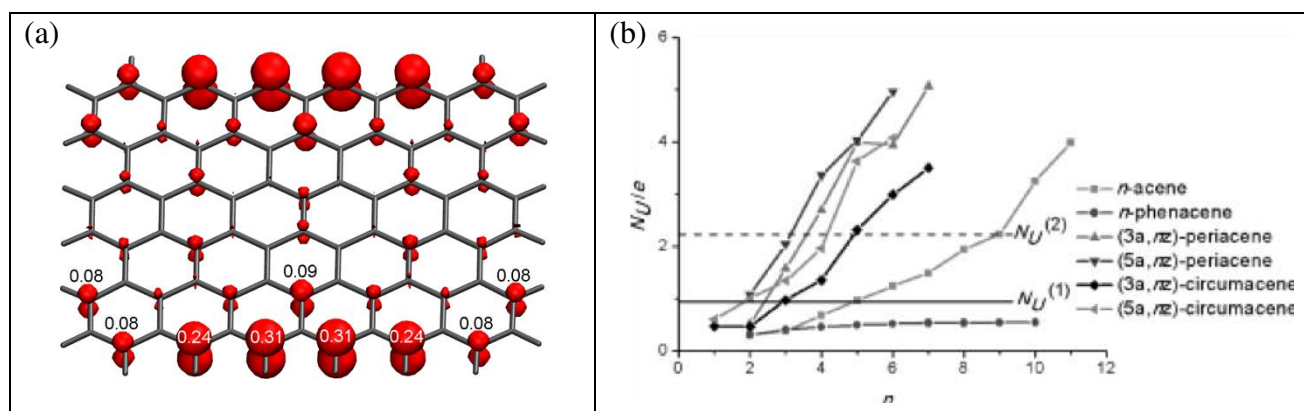 (a)
0.08
0.09
0.08
0.08
0.24
0.31
0.31
0.24
0.08
(b)
6
4
2
0
N_U/e
0
2
4
6
8
10
12
n
N_U^(2)
N_U^(1)
n-acene
n-phenacene
(3a,nz)-periacene
(5a,nz)-periacene
(3a,nz)-circumacene
(5a,nz)-circumacene